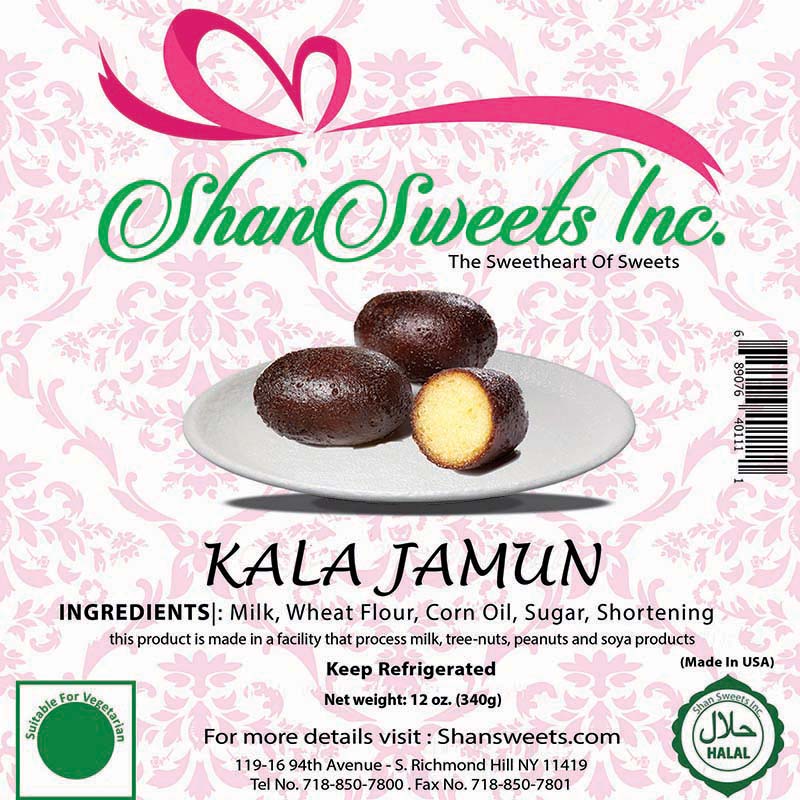 ShanSweets Inc.
The Sweetheart Of Sweets
6 89076 40111 1
KALA JAMUN
INGREDIENTS|: Milk, Wheat Flour, Corn Oil, Sugar, Shortening
this product is made in a facility that process milk, tree-nuts, peanuts and soya products
Keep Refrigerated
(Made In USA)
Net weight: 12 oz. (340g)
Suitable For Vegetarian
Shan Sweets Inc.
حلال
HALAL
For more details visit : Shansweets.com
119-16 94th Avenue - S. Richmond Hill NY 11419
Tel No. 718-850-7800 . Fax No. 718-850-7801